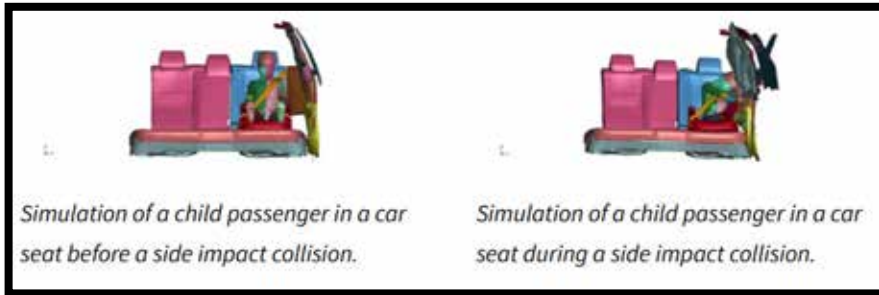 Simulation of a child passenger in a car
seat before a side impact collision.
Simulation of a child passenger in a car
seat during a side impact collision.